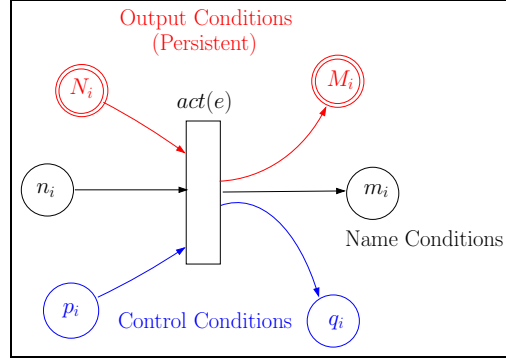 Output Conditions
(Persistent)
N_i
M_i
act(e)
n_i
m_i
Name Conditions
p_i
Control Conditions
q_i